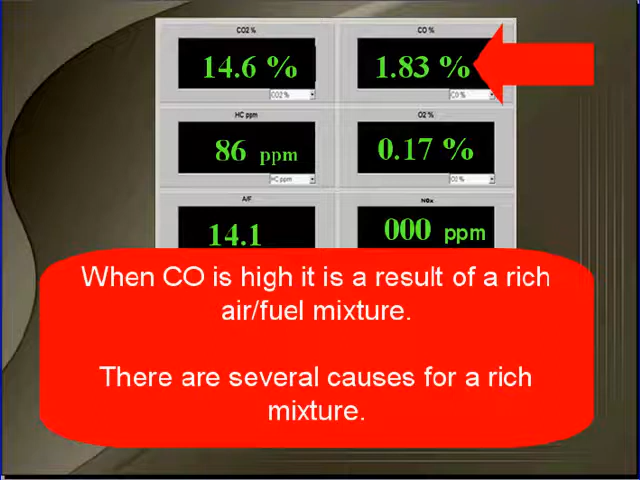 CO2 % CO %
14.6 % 1.83 %
CO2 % CO %
HC ppm O2 %
86 ppm 0.17 %
HC ppm O2 %
A/F NOx
14.1 000 ppm
When CO is high it is a result of a rich
air/fuel mixture.
There are several causes for a rich
mixture.